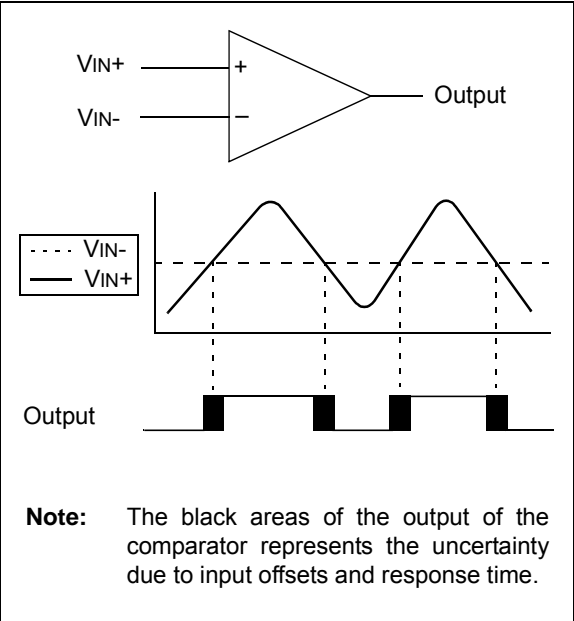 VIN+
+
Output
VIN-
–
VIN-
VIN+
Output
Note: The black areas of the output of the
comparator represents the uncertainty
due to input offsets and response time.